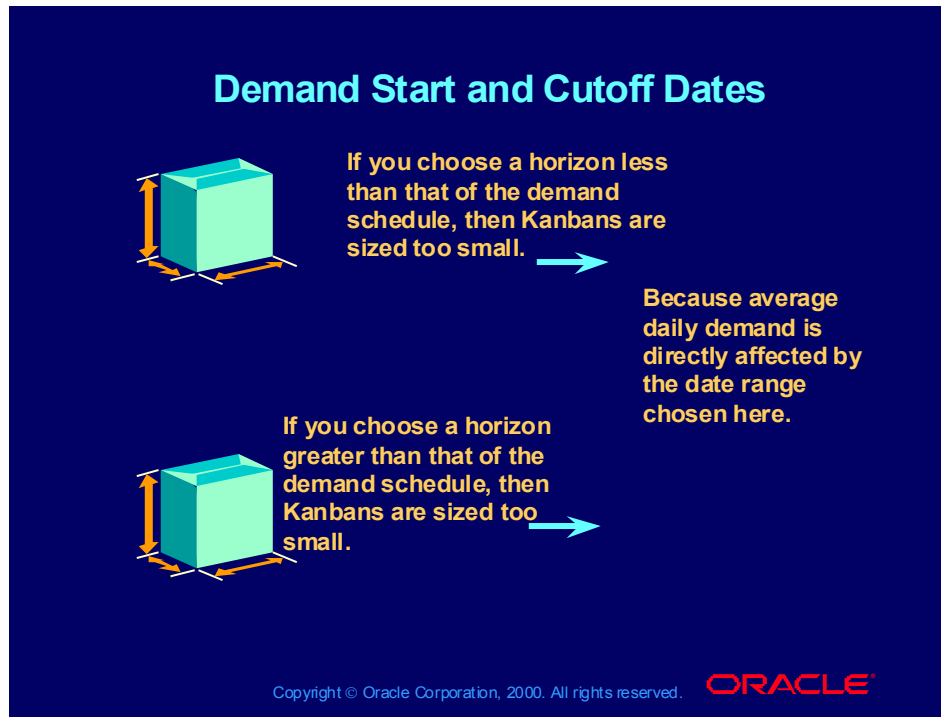 Demand Start and Cutoff Dates
If you choose a horizon less
than that of the demand
schedule, then Kanbans are
sized too small.
Because average
daily demand is
directly affected by
the date range
chosen here.
If you choose a horizon
greater than that of the
demand schedule, then
Kanbans are sized too
small.
Copyright © Oracle Corporation, 2000. All rights reserved.
ORACLE®